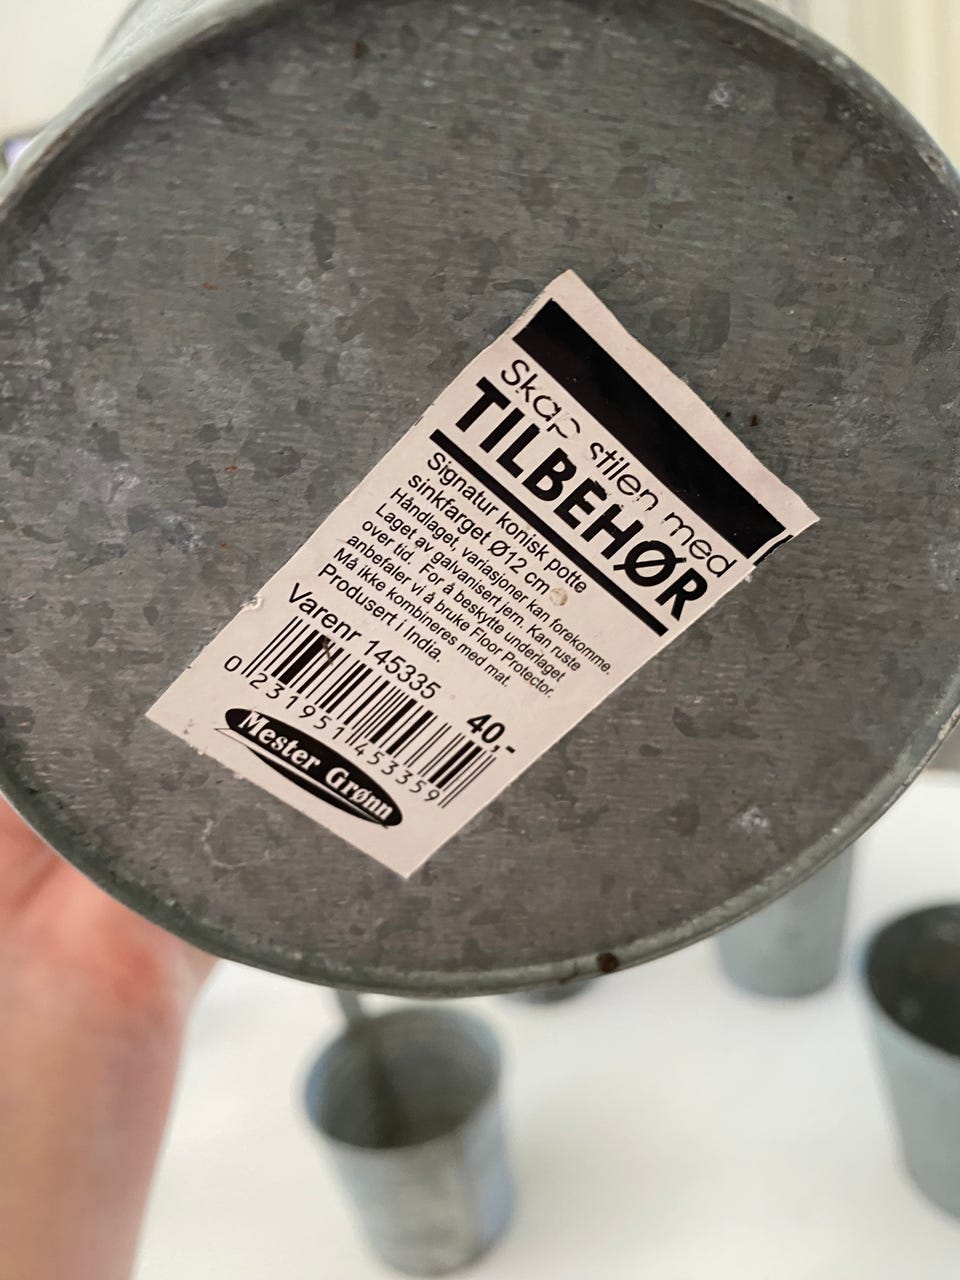 Skap stilen med
TILBEHØR
Signatur konisk potte
sinkfarget Ø12 cm
Håndlaget, variasjoner kan forekomme.
Laget av galvanisert jern. Kan ruste
over tid. For å beskytte underlaget
anbefaler vi å bruke Floor Protector.
Må ikke kombineres med mat.
Produsert i India.
Varenr 145335
40,-
0 231951 453359
Mester Grønn